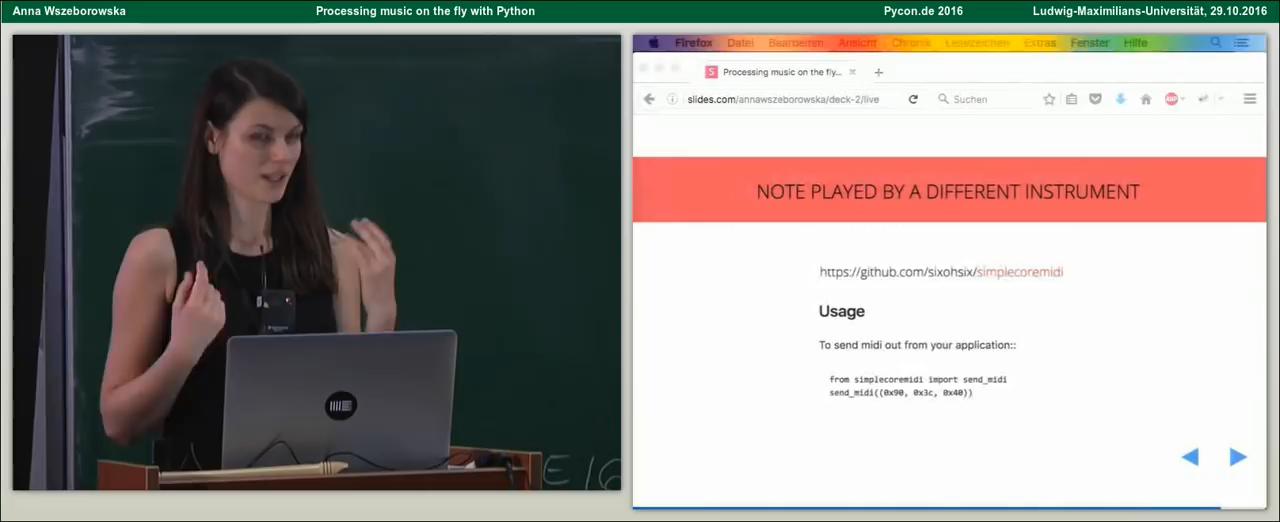 Anna Wszeborowska
Processing music on the fly with Python
Pycon.de 2016
Ludwig-Maximilians-Universität, 29.10.2016
Firefox Datei Bearbeiten Ansicht Chronik Lesezeichen Extras Fenster Hilfe
Processing music on the fly...
slides.com/annawszeborowska/deck-2/live
Suchen
ABP
NOTE PLAYED BY A DIFFERENT INSTRUMENT
https://github.com/sixohsix/simplecoremidi
Usage
To send midi out from your application::
from simplecoremidi import send_midi
send_midi((0x90, 0x3c, 0x40))
E 16